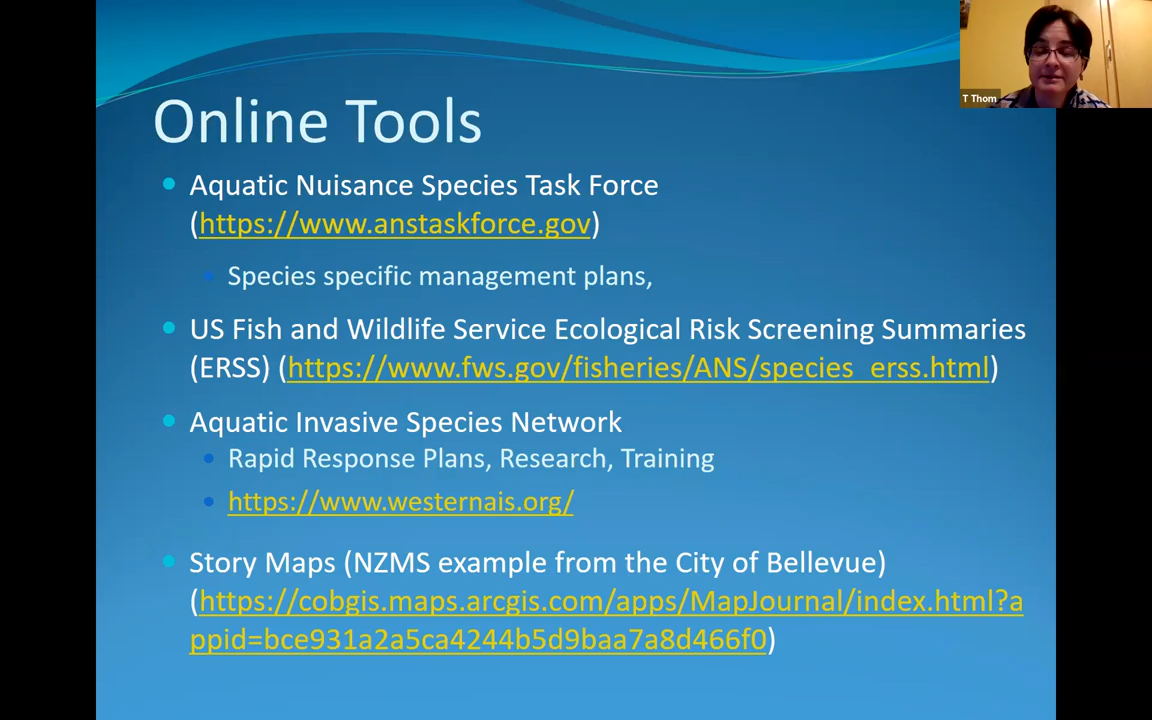 Online Tools
Aquatic Nuisance Species Task Force
(https://www.anstaskforce.gov)
Species specific management plans,
US Fish and Wildlife Service Ecological Risk Screening Summaries
(ERSS) (https://www.fws.gov/fisheries/ANS/species_erss.html)
Aquatic Invasive Species Network
Rapid Response Plans, Research, Training
https://www.westernais.org/
Story Maps (NZMS example from the City of Bellevue)
(https://cobgis.maps.arcgis.com/apps/MapJournal/index.html?a
ppid=bce931a2a5ca4244b5d9baa7a8d466f0)
T Thom